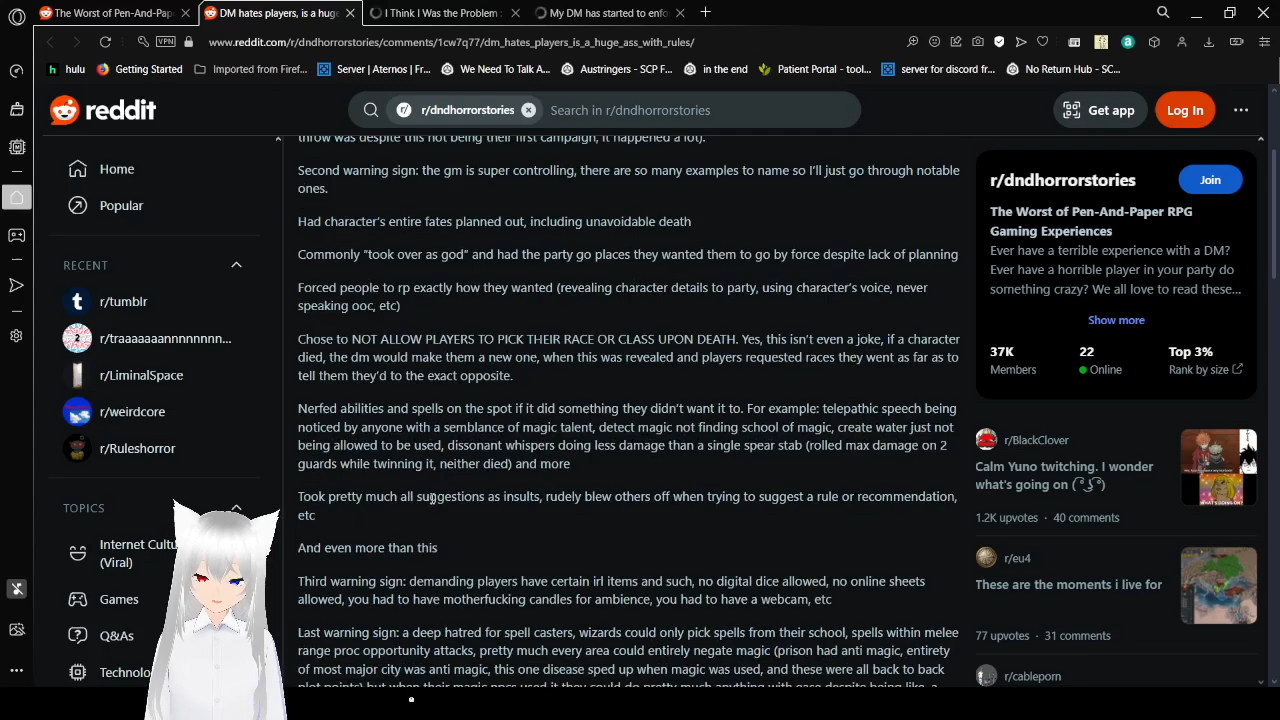 The Worst of Pen-And-Pap
DM hates players, is a hug
I Think I Was the Problem :
My DM has started to enfo
VPN
www.reddit.com/r/dndhorrorstories/comments/1cw7q77/dm_hates_players_is_a_huge_ass_with_rules/
hulu
Getting Started
Imported from Firef...
Server | Aternos | Fr...
We Need To Talk A...
Austringers - SCP F...
in the end
Patient Portal - tool...
server for discord fr...
No Return Hub - SC...
reddit
r/dndhorrorstories
Search in r/dndhorrorstories
Get app
Log In
Home
Popular
RECENT
r/tumblr
r/traaaaaannnnnnnn...
r/LiminalSpace
r/weirdcore
r/Ruleshorror
TOPICS
Internet Cultu
(Viral)
Games
Q&As
Technolo
throw was despite this not being their first campaign, it happened a lot).
Second warning sign: the gm is super controlling, there are so many examples to name so I'll just go through notable
ones.
Had character's entire fates planned out, including unavoidable death
Commonly "took over as god" and had the party go places they wanted them to go by force despite lack of planning
Forced people to rp exactly how they wanted (revealing character details to party, using character's voice, never
speaking ooc, etc)
Chose to NOT ALLOW PLAYERS TO PICK THEIR RACE OR CLASS UPON DEATH. Yes, this isn't even a joke, if a character
died, the dm would make them a new one, when this was revealed and players requested races they went as far as to
tell them they'd to the exact opposite.
Nerfed abilities and spells on the spot if it did something they didn't want it to. For example: telepathic speech being
noticed by anyone with a semblance of magic talent, detect magic not finding school of magic, create water just not
being allowed to be used, dissonant whispers doing less damage than a single spear stab (rolled max damage on 2
guards while twinning it, neither died) and more
Took pretty much all suggestions as insults, rudely blew others off when trying to suggest a rule or recommendation,
etc
And even more than this
Third warning sign: demanding players have certain irl items and such, no digital dice allowed, no online sheets
allowed, you had to have motherfucking candles for ambience, you had to have a webcam, etc
Last warning sign: a deep hatred for spell casters, wizards could only pick spells from their school, spells within melee
range proc opportunity attacks, pretty much every area could entirely negate magic (prison had anti magic, entirety
of most major city was anti magic, this one disease sped up when magic was used, and these were all back to back
plot points) but when their magic npcs used it they could do pretty much anything with ease despite being like, a
r/dndhorrorstories
Join
The Worst of Pen-And-Paper RPG
Gaming Experiences
Ever have a terrible experience with a DM?
Ever have a horrible player in your party do
something crazy? We all love to read these...
Show more
37K
Members
22
Online
Top 3%
Rank by size
r/BlackClover
Calm Yuno twitching. I wonder
what's going on ( ͡° ͜ʖ ͡°)
1.2K upvotes · 40 comments
r/eu4
These are the moments i live for
77 upvotes · 31 comments
r/cableporn